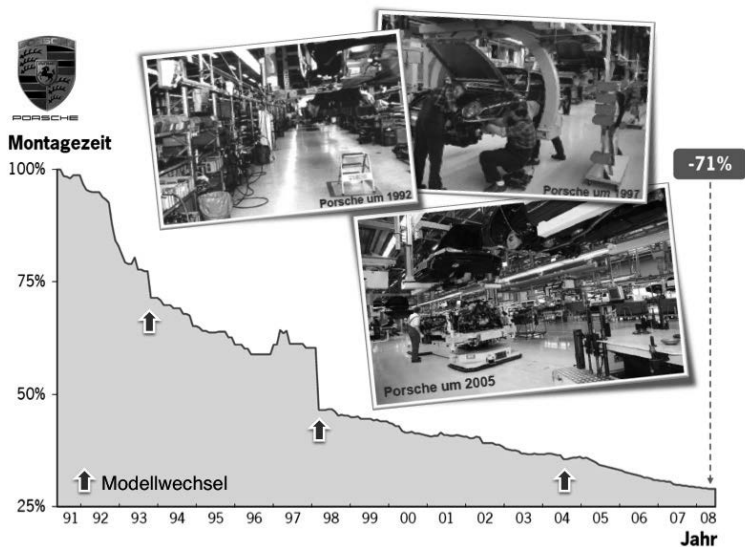 PORSCHE
Montagezeit
100%
75%
50%
25%
Porsche um 1992
Porsche um 1997
Porsche um 2005
-71%
Modellwechsel
91 92 93 94 95 96 97 98 99 00 01 02 03 04 05 06 07 08
Jahr